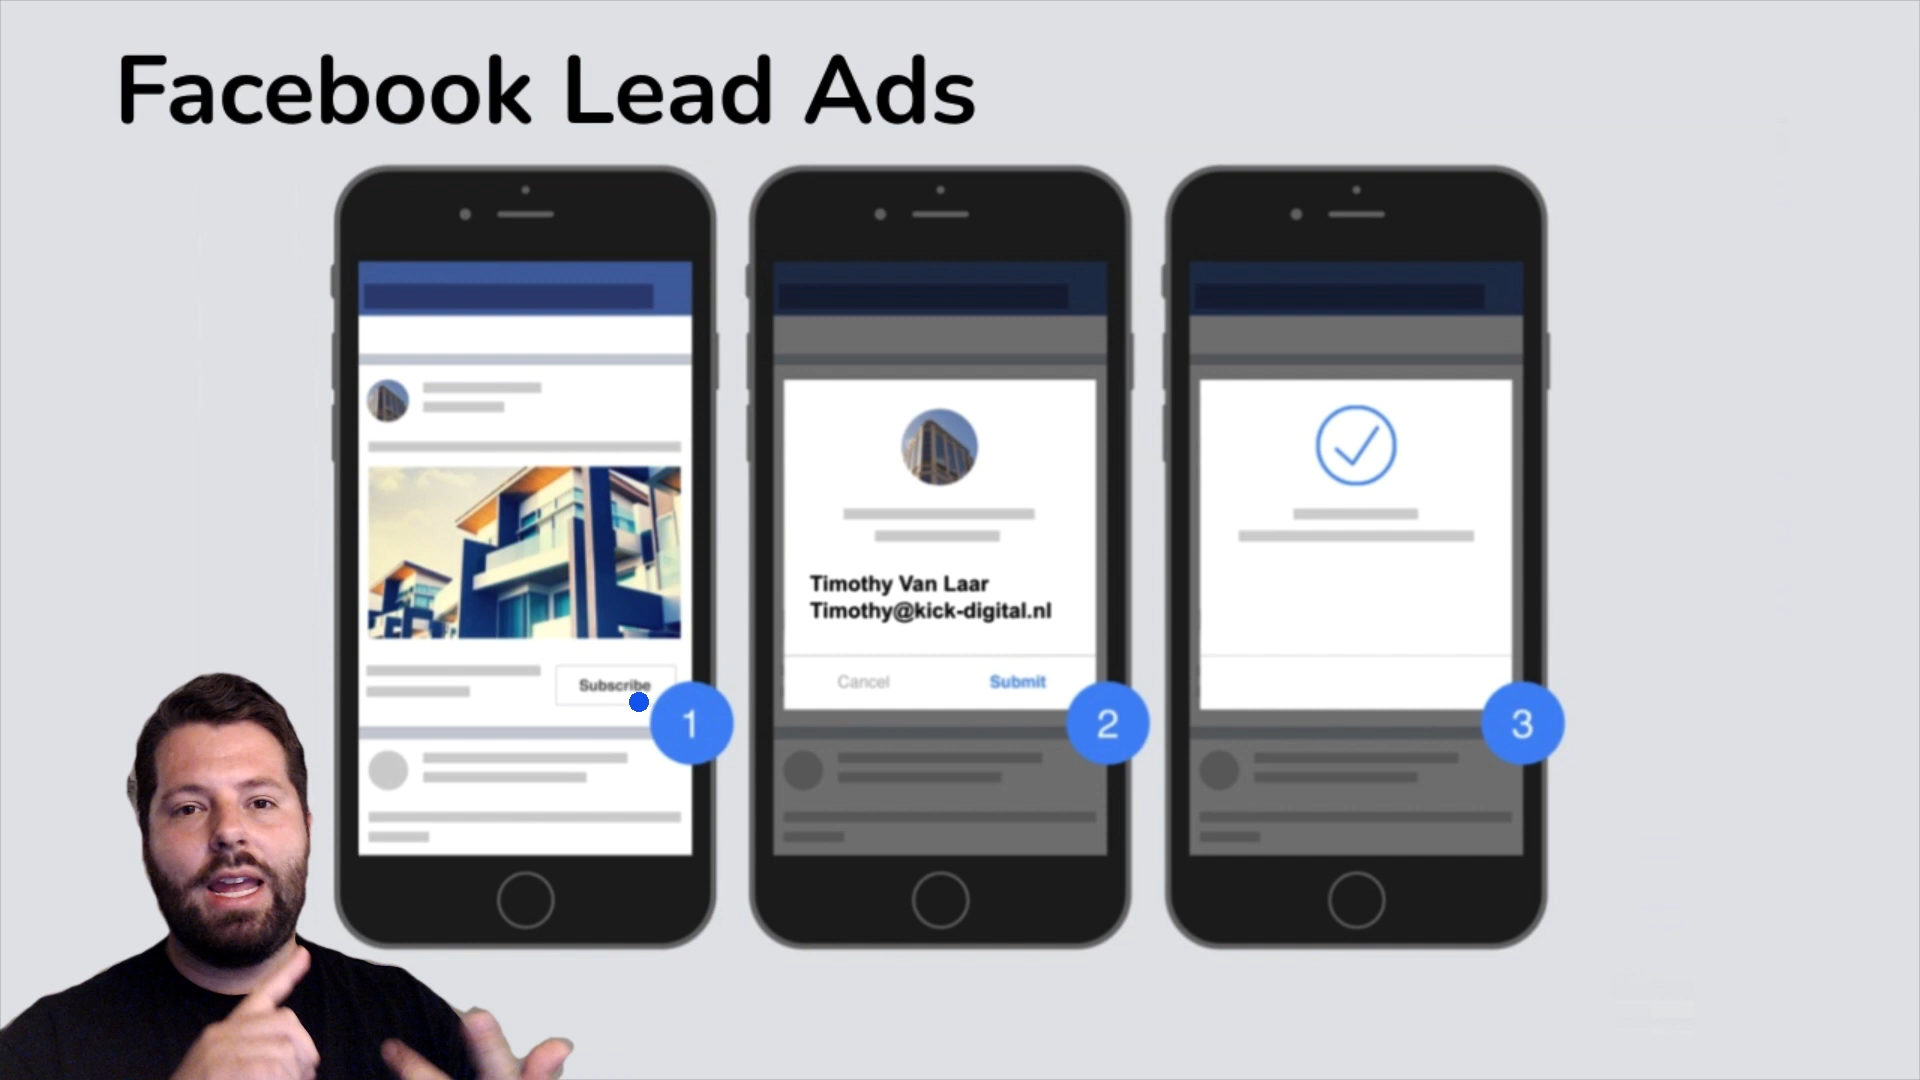 Facebook Lead Ads
Subscribe
1
Timothy Van Laar
Timothy@kick-digital.nl
Cancel
Submit
2
3